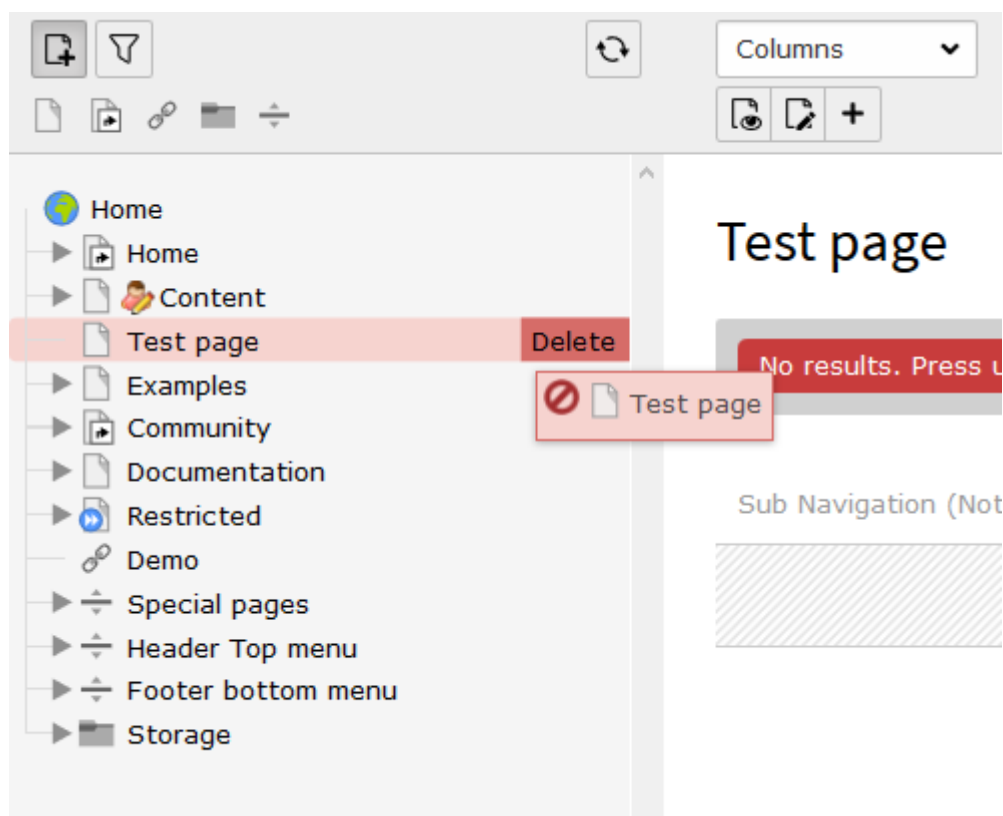 Columns
Home
Home
Content
Test page
Delete
Test page
Examples
Community
Documentation
Restricted
Demo
Special pages
Header Top menu
Footer bottom menu
Storage
Test page
No results. Press u
Sub Navigation (Not